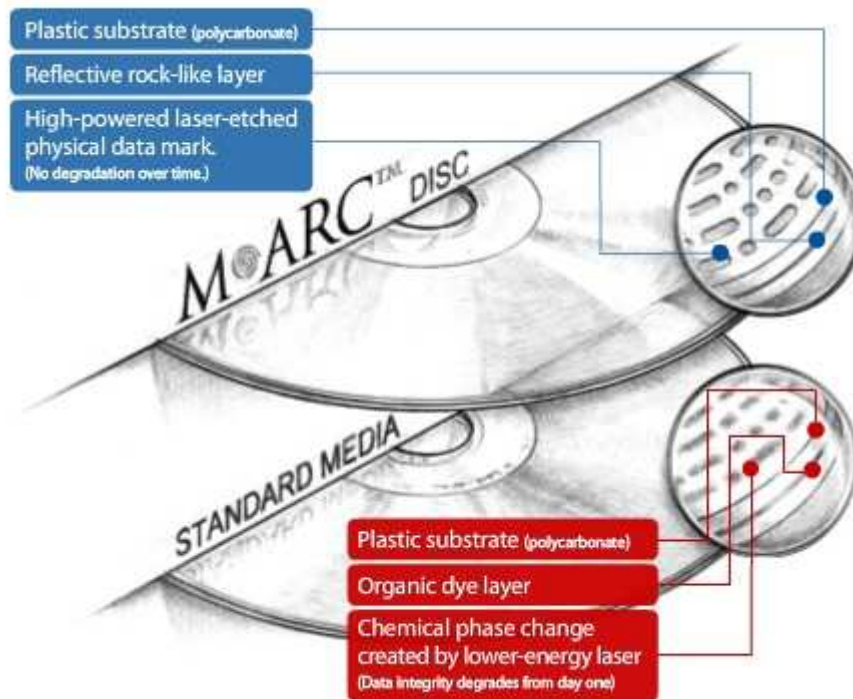 Plastic substrate (polycarbonate)
Reflective rock-like layer
High-powered laser-etched
physical data mark.
(No degradation over time.)
M ARC™ DISC
STANDARD MEDIA
Plastic substrate (polycarbonate)
Organic dye layer
Chemical phase change
created by lower-energy laser
(Data integrity degrades from day one)